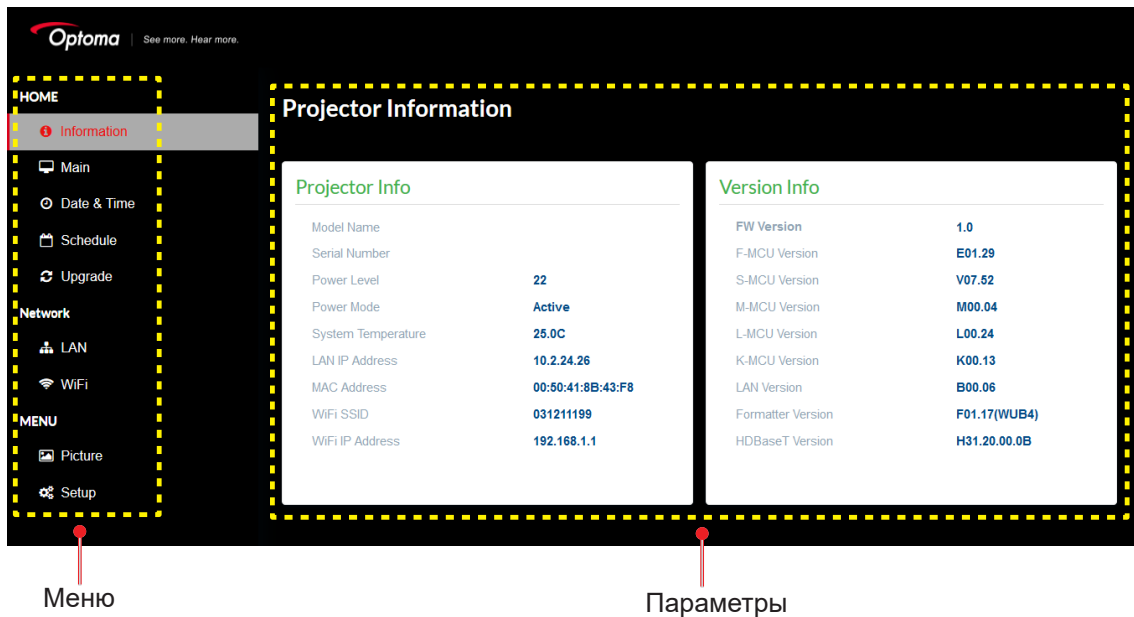 Optoma | See more. Hear more.
HOME
Information
Main
Date & Time
Schedule
Upgrade
Network
LAN
WiFi
MENU
Picture
Setup
Projector Information
Projector Info
Model Name
Serial Number
Power Level 22
Power Mode Active
System Temperature 25.0C
LAN IP Address 10.2.24.26
MAC Address 00:50:41:8B:43:F8
WiFi SSID 031211199
WiFi IP Address 192.168.1.1
Version Info
FW Version 1.0
F-MCU Version E01.29
S-MCU Version V07.52
M-MCU Version M00.04
L-MCU Version L00.24
K-MCU Version K00.13
LAN Version B00.06
Formatter Version F01.17(WUB4)
HDBaseT Version H31.20.00.0B
Меню
Параметры